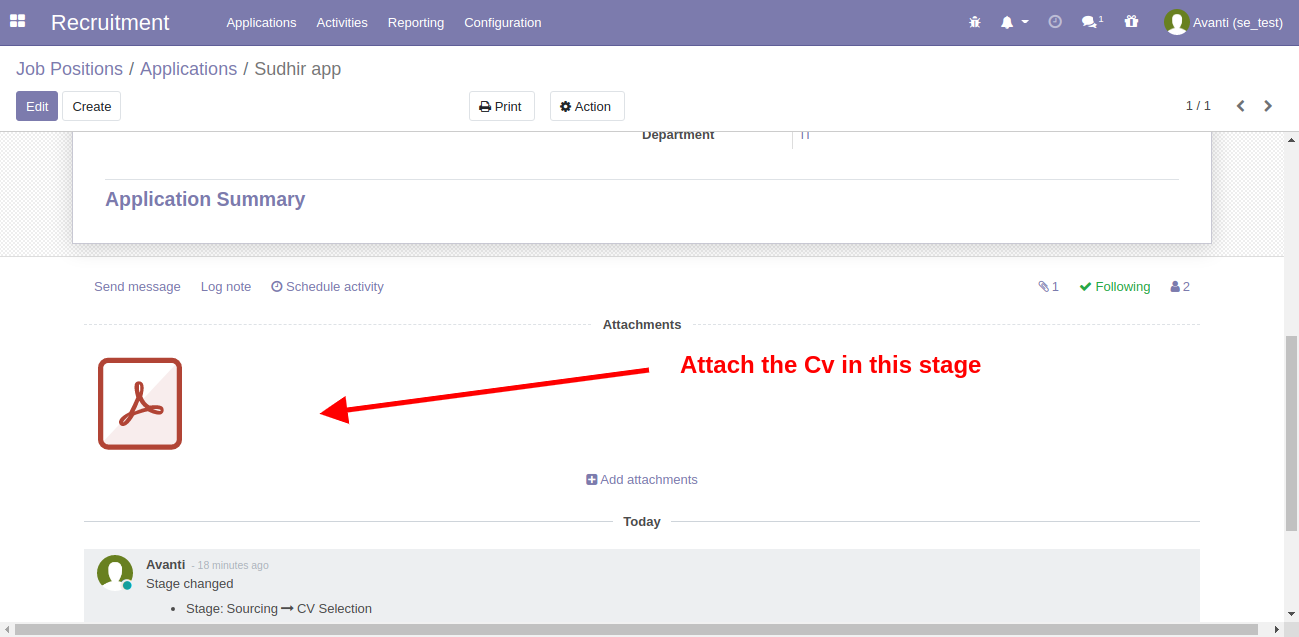 Recruitment Applications Activities Reporting Configuration 1 Avanti (se_test)
Job Positions / Applications / Sudhir app
Edit Create Print Action 1 / 1
Department IT
Application Summary
Send message Log note Schedule activity 1 Following 2
Attachments
Attach the Cv in this stage
Add attachments
Today
Avanti - 18 minutes ago
Stage changed
• Stage: Sourcing → CV Selection